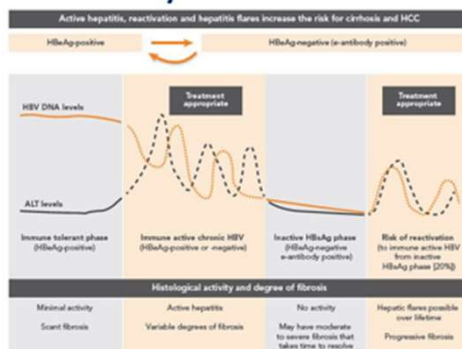 Active hepatitis, reactivation and hepatitis flares increase the risk for cirrhosis and HCC
HBeAg-positive
HBeAg-negative (e-antibody positive)
Treatment
appropriate
Treatment
appropriate
HBV DNA levels
ALT levels
Immune tolerant phase
(HBeAg-positive)
Immune active chronic HBV
(HBeAg-positive or -negative)
Inactive HBsAg phase
(HBeAg-negative
e-antibody positive)
Risk of reactivation
(to immune active HBV
from inactive
HBsAg phase [20%])
Histological activity and degree of fibrosis
Minimal activity
Scant fibrosis
Active hepatitis
Variable degrees of fibrosis
No activity
May have moderate
to severe fibrosis that
takes time to resolve
Hepatic flares possible
over lifetime
Progressive fibrosis